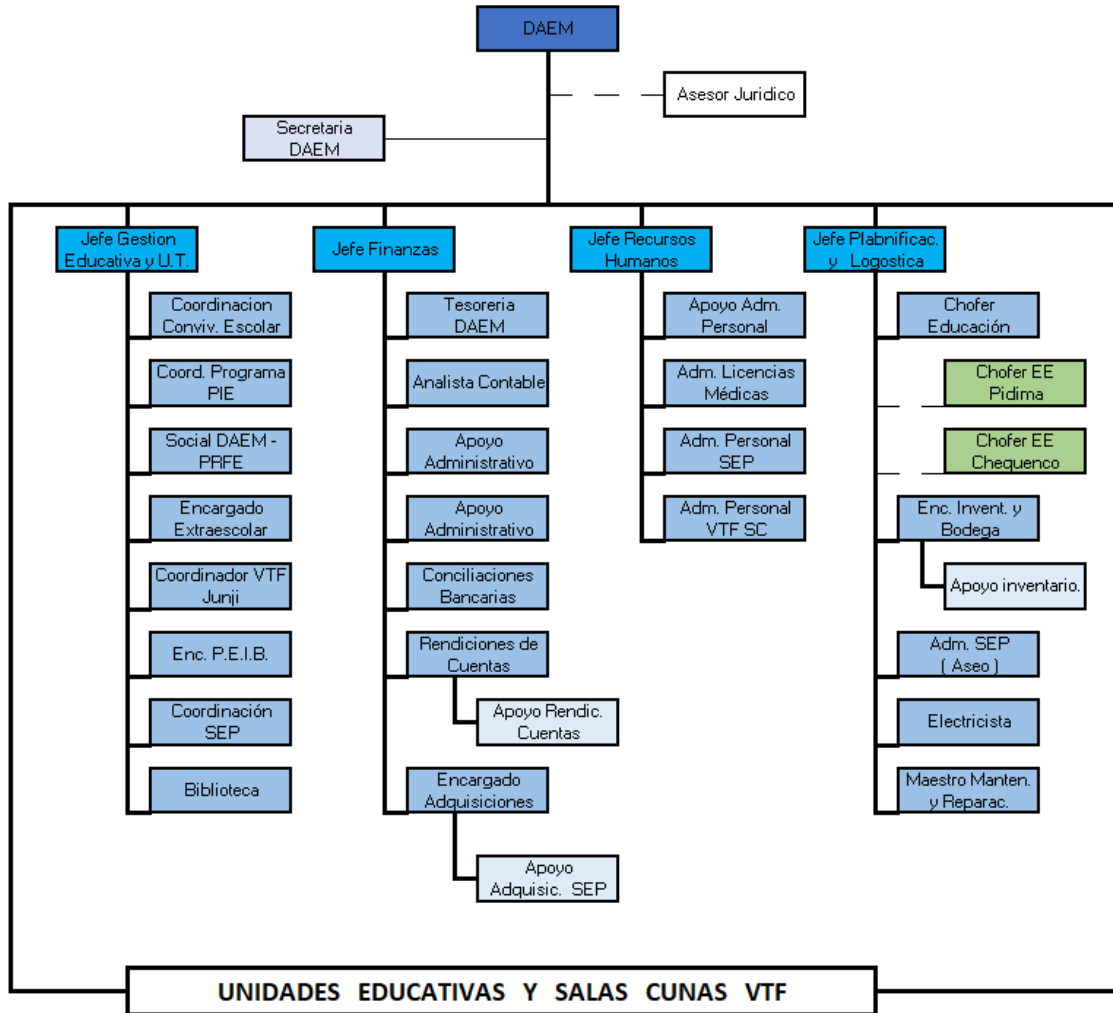 DAEM
Asesor Juridico
Secretaria
DAEM
Jefe Gestion
Educativa y U.T.
Coordinacion
Conviv. Escolar
Coord. Programa
PIE
Social DAEM -
PRFE
Encargado
Extraescolar
Coordinador VTF
Junji
Enc. P.E.I.B.
Coordinación
SEP
Biblioteca
Jefe Finanzas
Tesoreria
DAEM
Analista Contable
Apoyo
Administrativo
Apoyo
Administrativo
Conciliaciones
Bancarias
Rendiciones de
Cuentas
Apoyo Rendic.
Cuentas
Encargado
Adquisiciones
Apoyo
Adquisic. SEP
Jefe Recursos
Humanos
Apoyo Adm.
Personal
Adm. Licencias
Médicas
Adm. Personal
SEP
Adm. Personal
VTF SC
Jefe Plabnificac.
y Logostica
Chofer
Educación
Chofer EE
Pidima
Chofer EE
Chequenco
Enc. Invent. y
Bodega
Apoyo inventario.
Adm. SEP
( Aseo )
Electricista
Maestro Manten.
y Reparac.
UNIDADES EDUCATIVAS Y SALAS CUNAS VTF